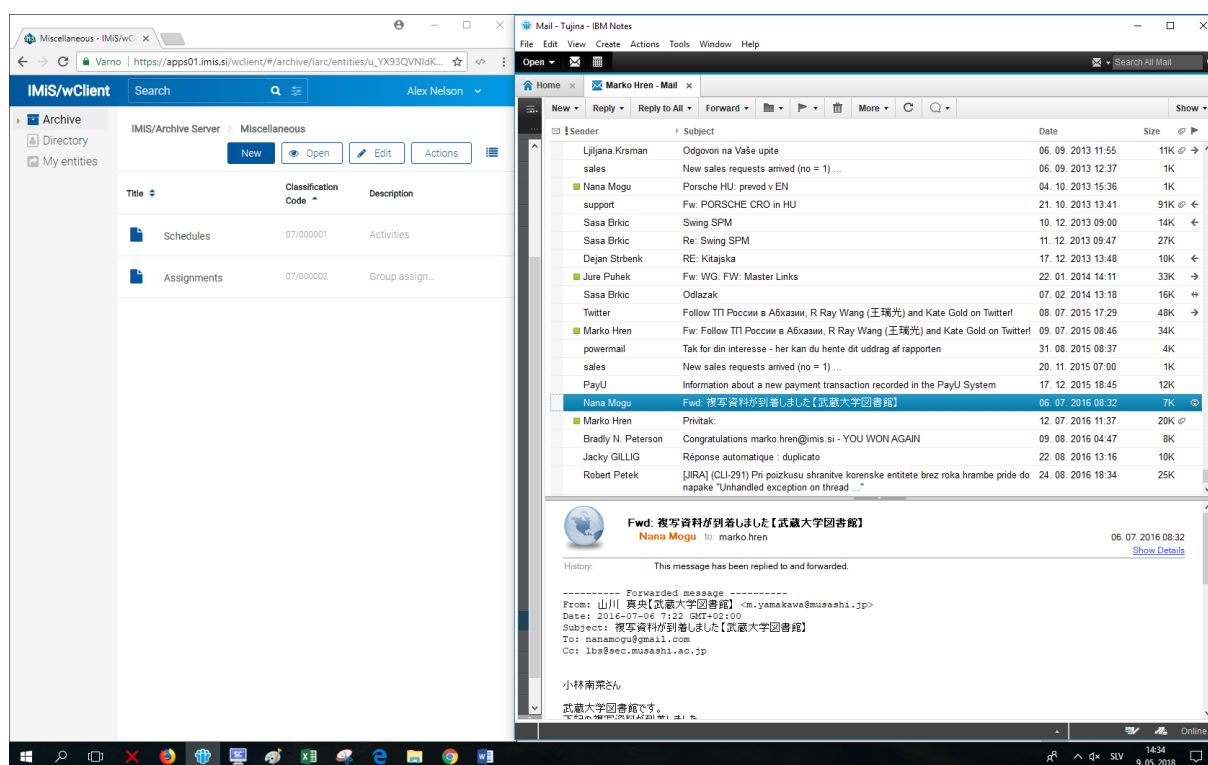 Miscellaneous - IMiS/wCl
Varno https://apps01.imis.si/wclient/#/archive/iarc/entities/u_YX93QVNldK...
IMiS/wClient Search Alex Nelson
Archive
Directory
My entities
IMiS/Archive Server Miscellaneous
New Open Edit Actions
Title Classification Code Description
Schedules 07/000001 Activities
Assignments 07/000002 Group assign...
Mail - Tujina - IBM Notes
File Edit View Create Actions Tools Window Help
Open Search All Mail
Home Marko Hren - Mail
New Reply Reply to All Forward More Show
! Sender Subject Date Size
Ljiljana.Krsman Odgovori na Vaše upite 06. 09. 2013 11:55 11K
sales New sales requests arrived (no = 1) ... 06. 09. 2013 12:37 1K
Nana Mogu Porsche HU: prevod v EN 04. 10. 2013 15:36 1K
support Fw: PORSCHE CRO in HU 21. 10. 2013 13:41 91K
Sasa Brkic Swing SPM 10. 12. 2013 09:00 14K
Sasa Brkic Re: Swing SPM 11. 12. 2013 09:47 27K
Dejan Strbenk RE: Kitajska 17. 12. 2013 13:48 10K
Jure Puhek Fw: WG: FW: Master Links 22. 01. 2014 14:11 33K
Sasa Brkic Odlazak 07. 02. 2014 13:18 16K
Twitter Follow ТП России в Абхазии, R Ray Wang (王瑞光) and Kate Gold on Twitter! 08. 07. 2015 17:29 48K
Marko Hren Fw: Follow ТП России в Абхазии, R Ray Wang (王瑞光) and Kate Gold on Twitter! 09. 07. 2015 08:46 34K
powermail Tak for din interesse - her kan du hente dit uddrag af rapporten 31. 08. 2015 08:37 4K
sales New sales requests arrived (no = 1) ... 20. 11. 2015 07:00 1K
PayU Information about a new payment transaction recorded in the PayU System 17. 12. 2015 18:45 12K
Nana Mogu Fwd: 複写資料が到着しました【武蔵大学図書館】 06. 07. 2016 08:32 7K
Marko Hren Privitak: 12. 07. 2016 11:37 20K
Bradly N. Peterson Congratulations marko.hren@imis.si - YOU WON AGAIN 09. 08. 2016 04:47 8K
Jacky GILLIG Réponse automatique : duplicato 22. 08. 2016 13:16 10K
Robert Petek [JIRA] (CLI-291) Pri poizkusu shranitve korenske entitete brez roka hrambe pride do 24. 08. 2016 18:34 25K
napake "Unhandled exception on thread ..."
Fwd: 複写資料が到着しました【武蔵大学図書館】
Nana Mogu to: marko.hren 06. 07. 2016 08:32
Show Details
History: This message has been replied to and forwarded.
---------- Forwarded message ----------
From: 山川 真央【武蔵大学図書館】 <m.yamakawa@musashi.jp>
Date: 2016-07-06 7:22 GMT+02:00
Subject: 複写資料が到着しました【武蔵大学図書館】
To: nanamogu@gmail.com
Cc: lbs@sec.musashi.ac.jp
小林南菜さん
武蔵大学図書館です。
下記の複写資料が到着しました
Online
SLV 14:34
9. 05. 2018